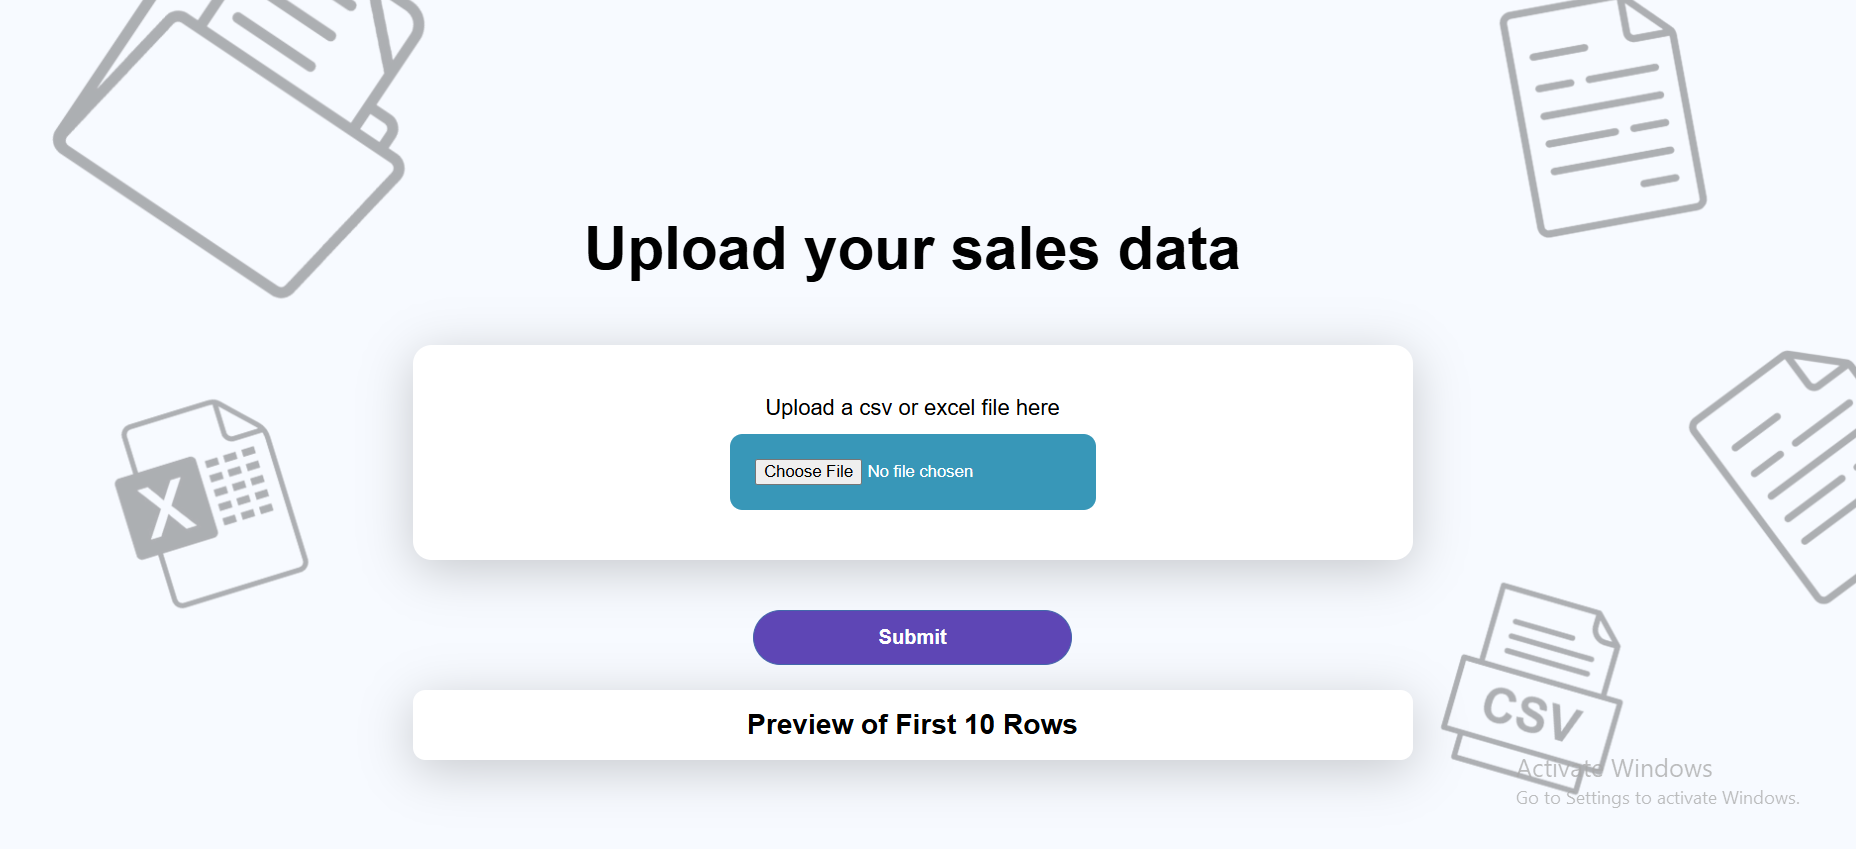 Upload your sales data
Upload a csv or excel file here
Choose File No file chosen
X
Submit
Preview of First 10 Rows
CSV
Activate Windows
Go to Settings to activate Windows.